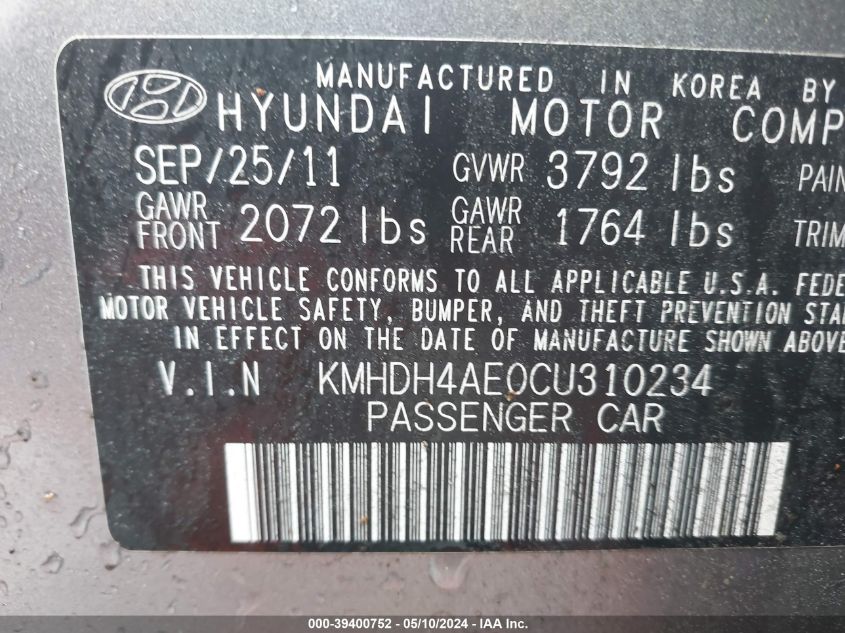 MANUFACTURED IN KOREA BY
HYUNDAI MOTOR COMP
SEP/25/11 GVWR 3792 lbs PAIN
GAWR FRONT 2072 lbs GAWR REAR 1764 lbs TRIM
THIS VEHICLE CONFORMS TO ALL APPLICABLE U.S.A. FEDE
MOTOR VEHICLE SAFETY, BUMPER, AND THEFT PREVENTION STA
IN EFFECT ON THE DATE OF MANUFACTURE SHOWN ABOVE
V.I.N KMHDH4AE0CU310234
PASSENGER CAR
000-39400752 - 05/10/2024 - IAA Inc.